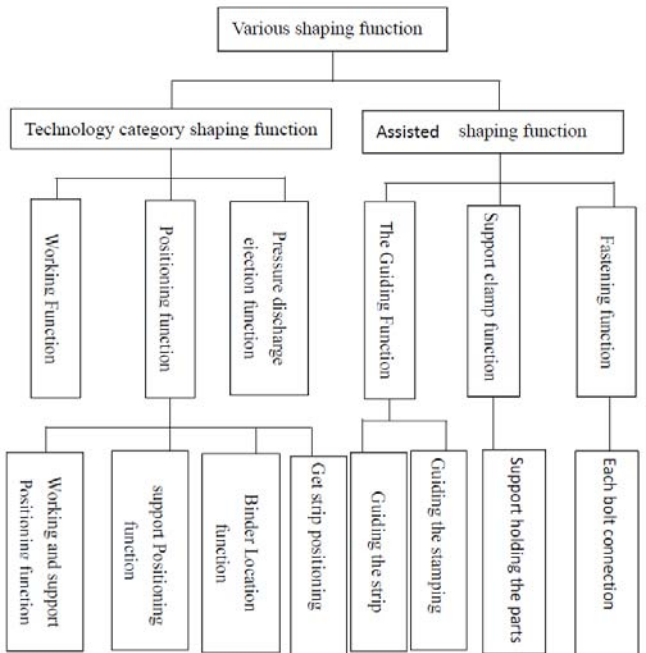 Various shaping function
Technology category shaping function
Assisted shaping function
Working Function
Positioning function
Pressure discharge
ejection function
The Guiding Function
Support clamp function
Fastening function
Working and support
Positioning function
support Positioning
function
Binder Location
function
Get strip positioning
Guiding the strip
Guiding the stamping
Support holding the parts
Each bolt connection